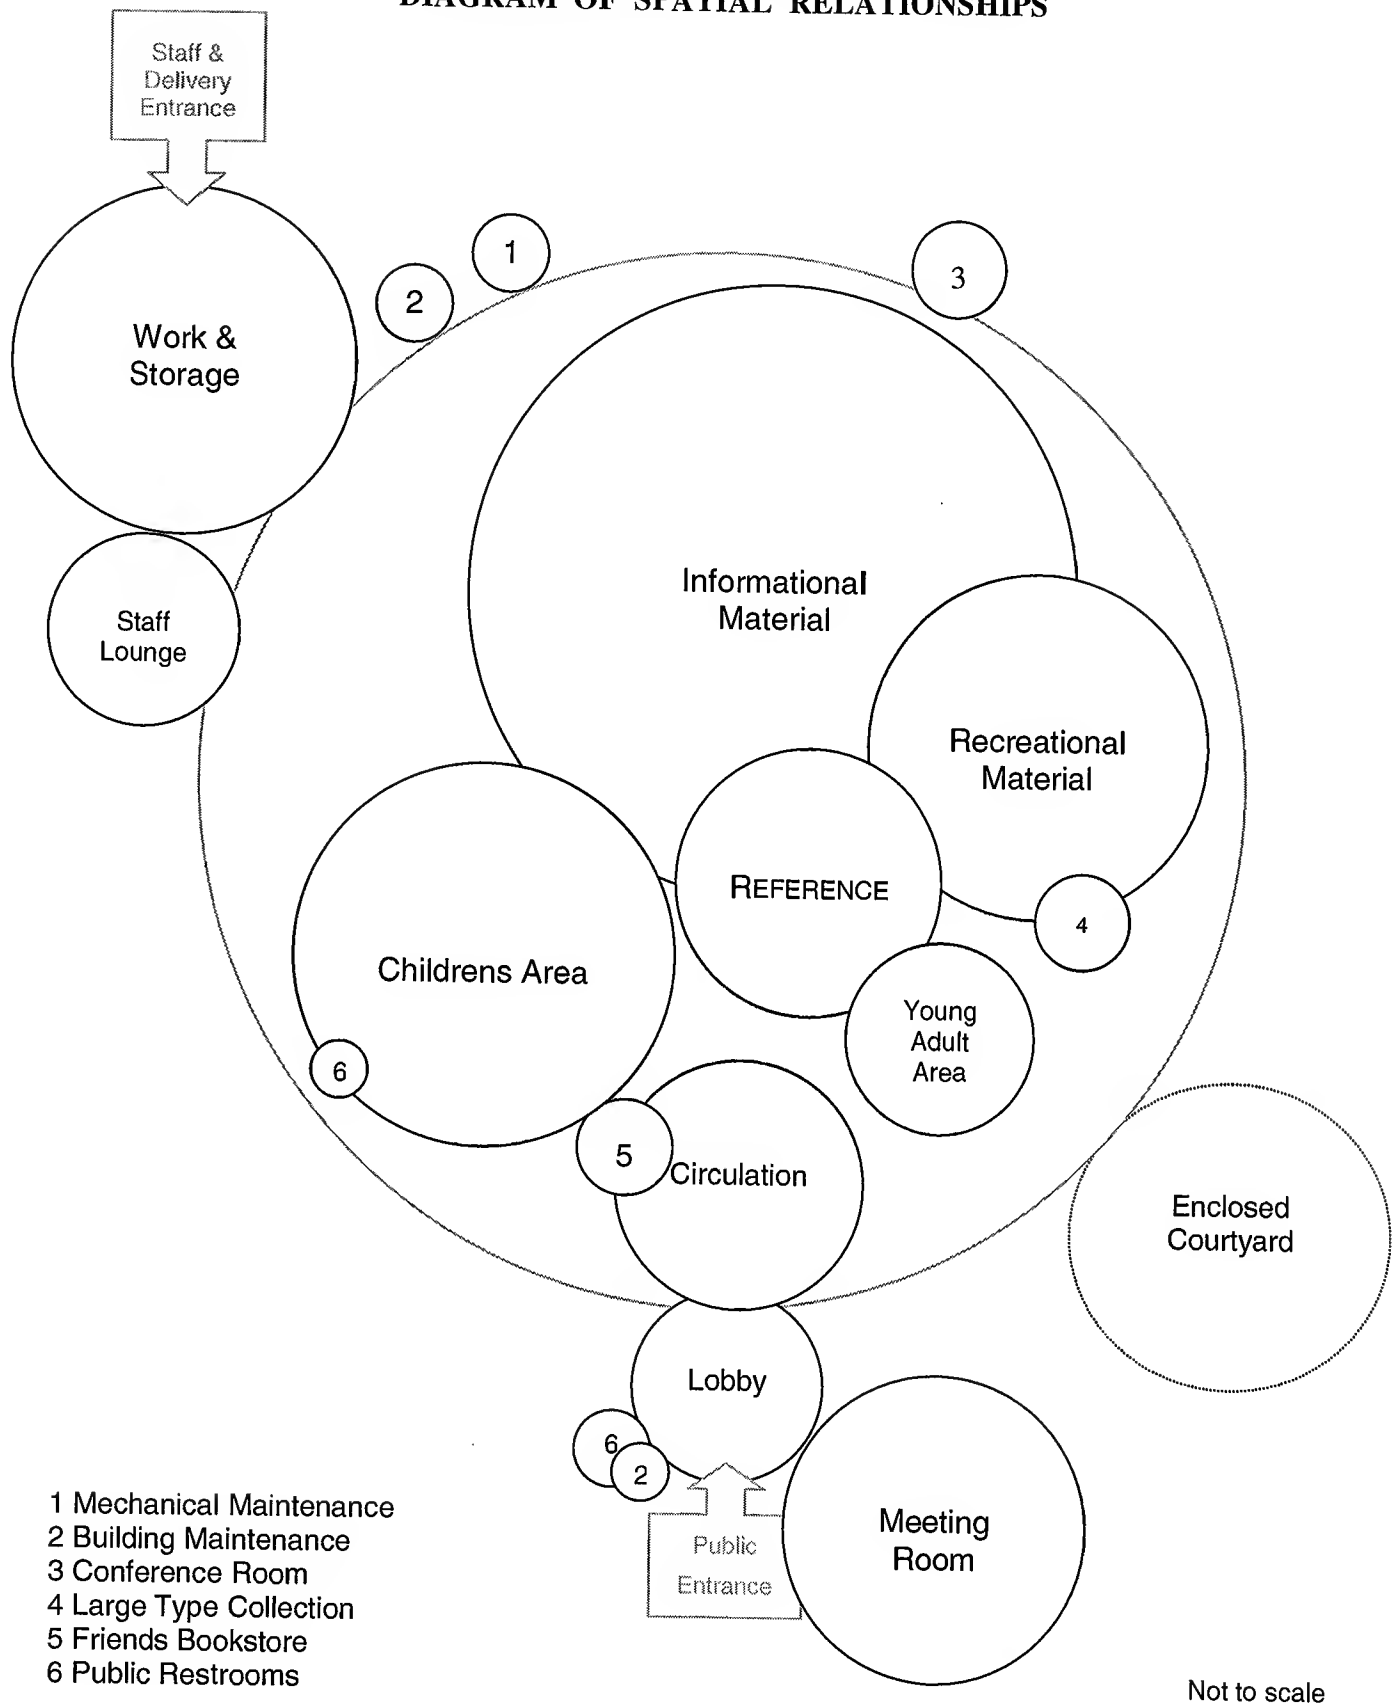 DIAGRAM OF SPATIAL RELATIONSHIPS
Staff &
Delivery
Entrance
1
2
3
Work &
Storage
Informational
Material
Staff
Lounge
Recreational
Material
REFERENCE
4
Childrens Area
Young
Adult
Area
6
5
Circulation
Enclosed
Courtyard
Lobby
6
2
Public
Entrance
Meeting
Room
1 Mechanical Maintenance
2 Building Maintenance
3 Conference Room
4 Large Type Collection
5 Friends Bookstore
6 Public Restrooms
Not to scale